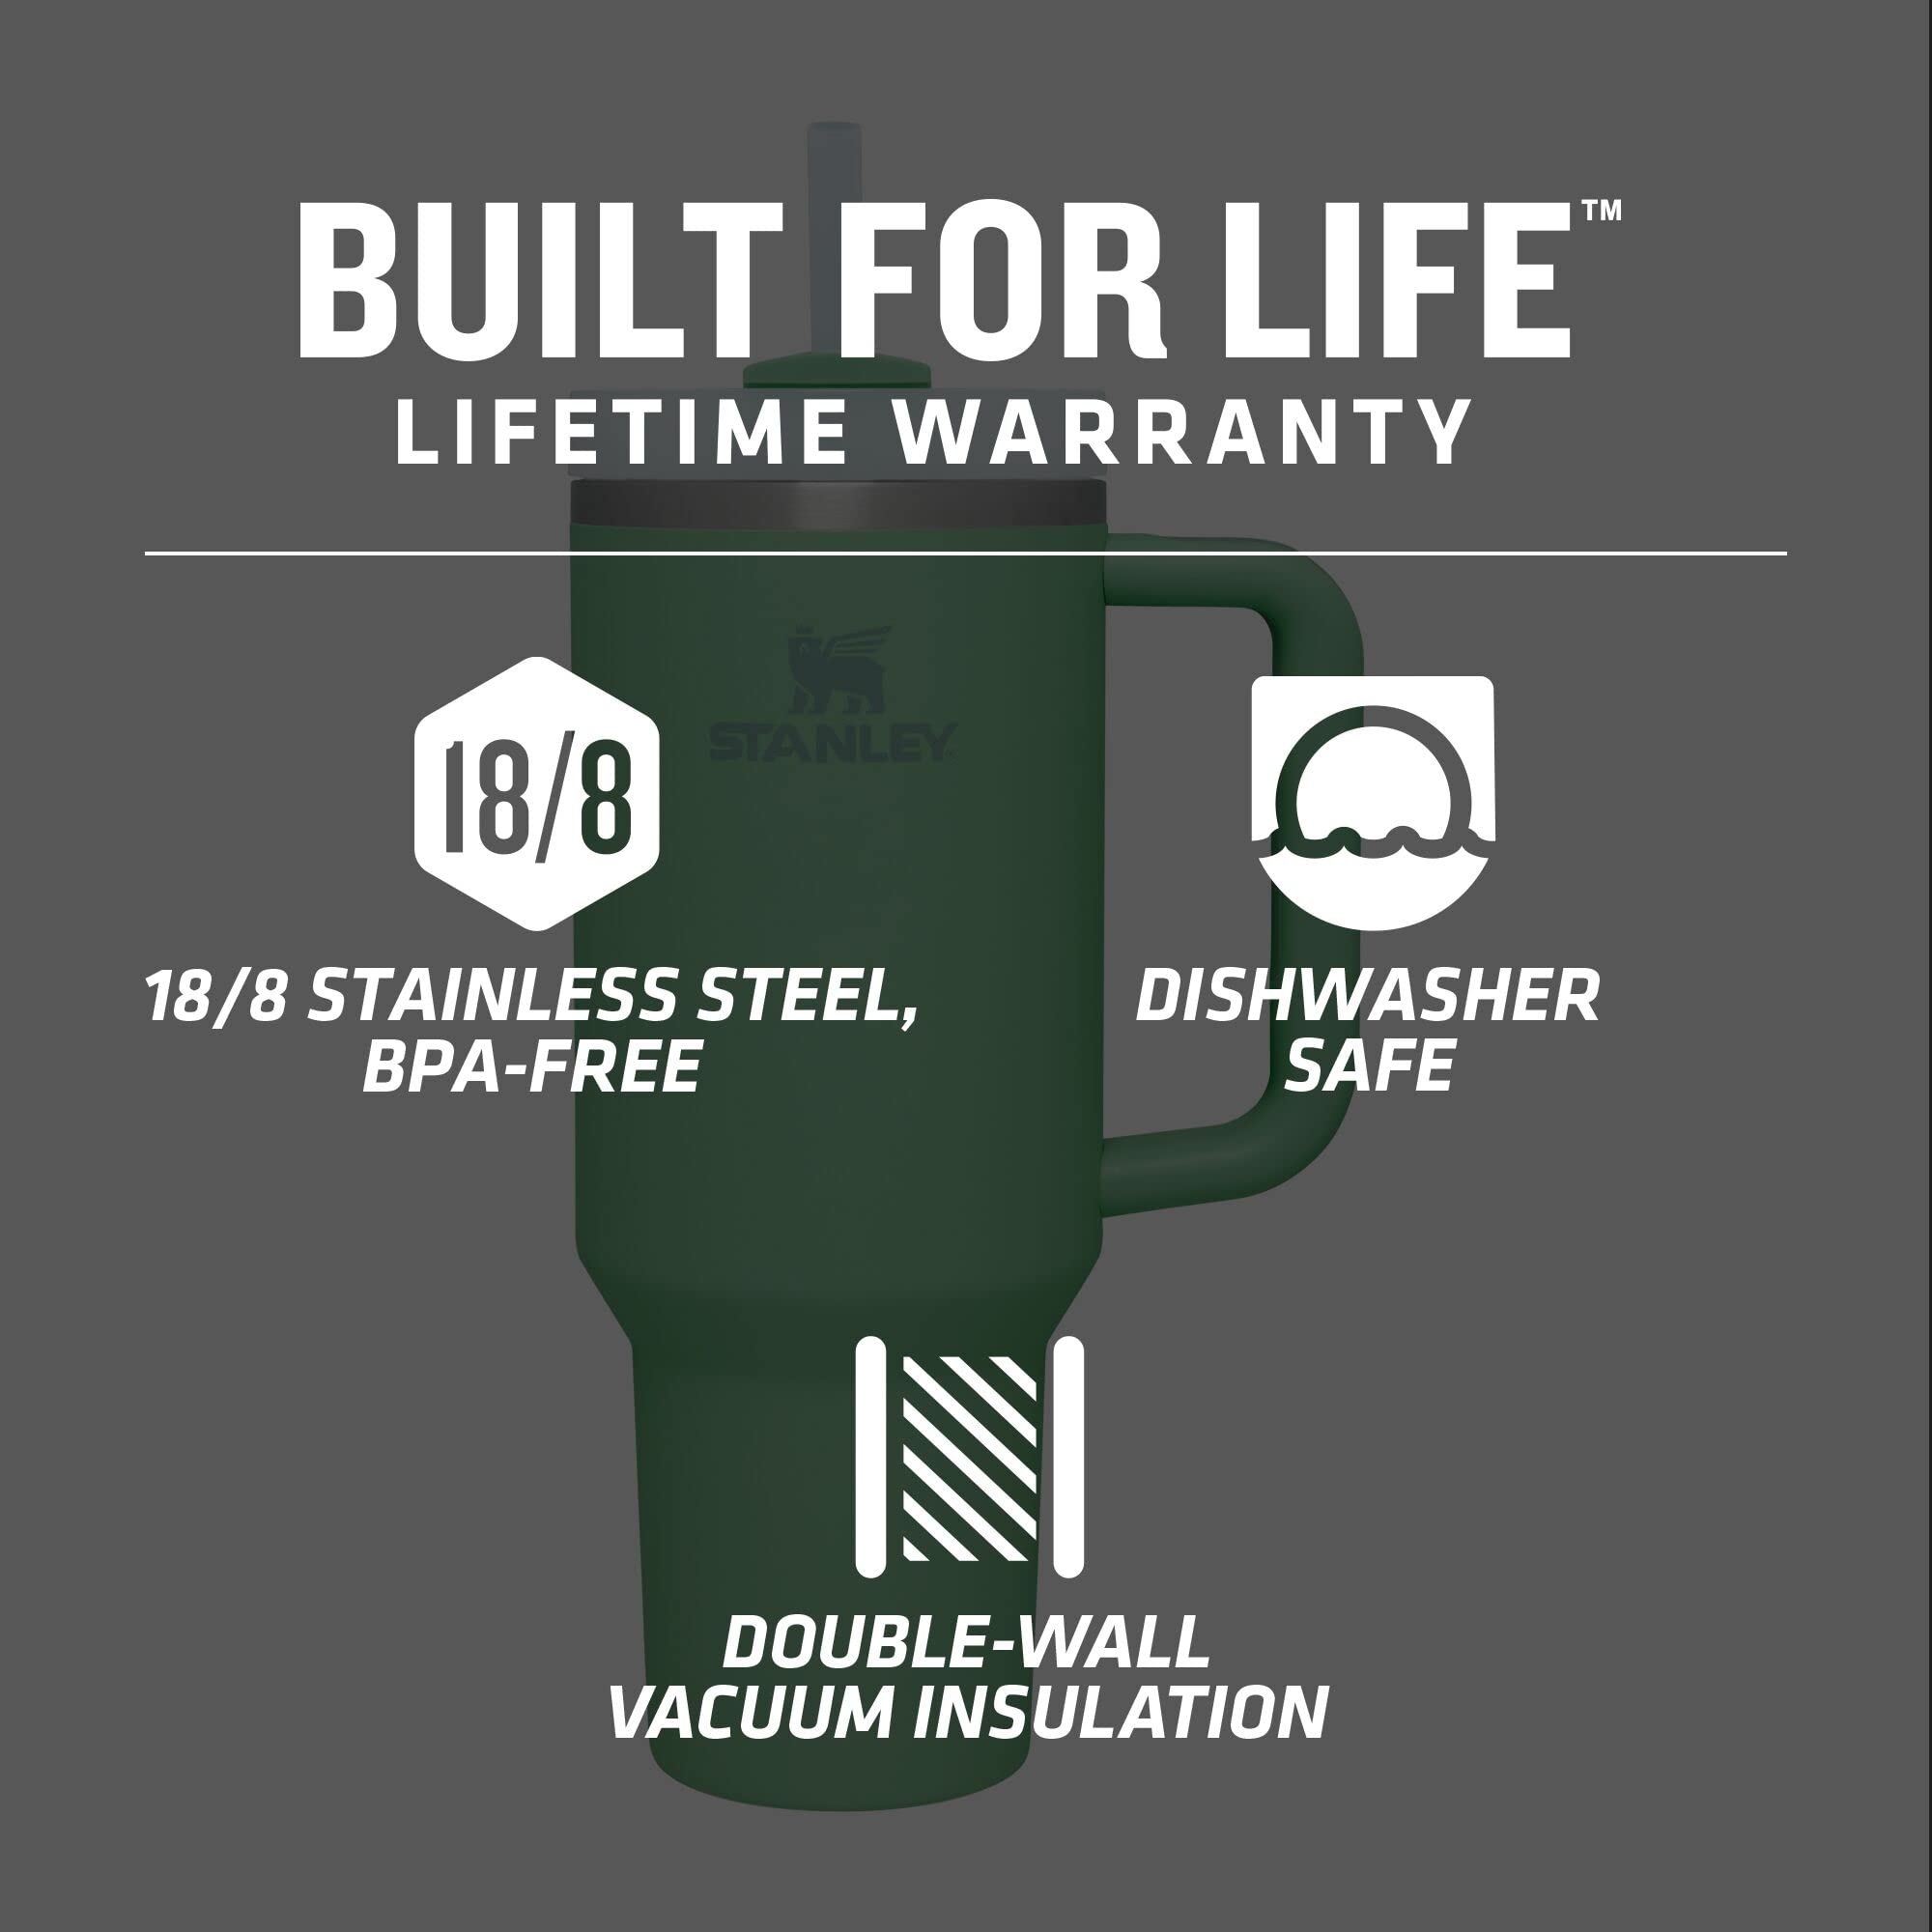 BUILT FOR LIFE™
LIFETIME WARRANTY
STANLEY
18/8
18/8 STAINLESS STEEL,
BPA-FREE
DISHWASHER
SAFE
DOUBLE-WALL
VACUUM INSULATION